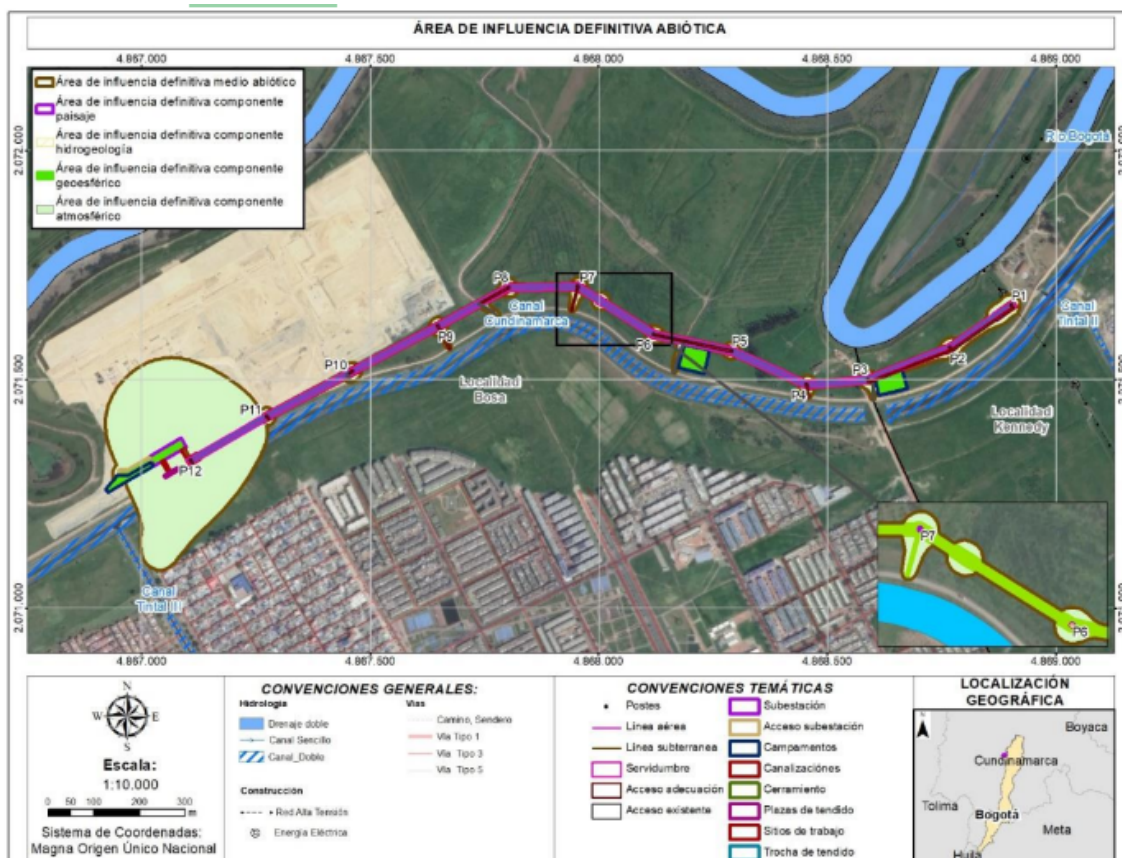 ÁREA DE INFLUENCIA DEFINITIVA ABIÓTICA
4.867.000
4.867.500
4.868.000
4.868.500
4.869.000
Área de influencia definitiva medio abiótico
Área de influencia definitiva componente
paisaje
Área de influencia definitiva componente
hidrogeología
Área de influencia definitiva componente
geoesférico
Área de influencia definitiva componente
atmosférico
2.072.000
Río Bogotá
P8
P7
Canal
Cundinamarca
P1
Canal
Tintal II
P9
P6
P5
P2
P10
Localidad
Bosa
P3
P4
2.071.500
P11
Localidad
Kennedy
P12
P7
Canal
Tintal III
P6
2.071.000
4.867.000
4.867.500
4.868.000
4.868.500
4.869.000
N
W
E
S
Escala:
1:10.000
0 50 100 200 300
m
Sistema de Coordenadas:
Magna Origen Único Nacional
CONVENCIONES GENERALES:
Hidrología
Drenaje doble
Canal Sencillo
Canal_Doble
Construcción
Red Alta Tensión
Energía Eléctrica
Vías
Camino, Sendero
Vía Tipo 1
Vía Tipo 3
Vía Tipo 5
CONVENCIONES TEMÁTICAS
Postes
Línea aérea
Línea subterranea
Servidumbre
Acceso adecuación
Acceso existente
Subestación
Acceso subestación
Campamentos
Canalizaciónes
Cerramiento
Plazas de tendido
Sitios de trabajo
Trocha de tendido
LOCALIZACIÓN
GEOGRÁFICA
N
Boyaca
Cundinamarca
Tolima
Bogotá
Meta
Huila